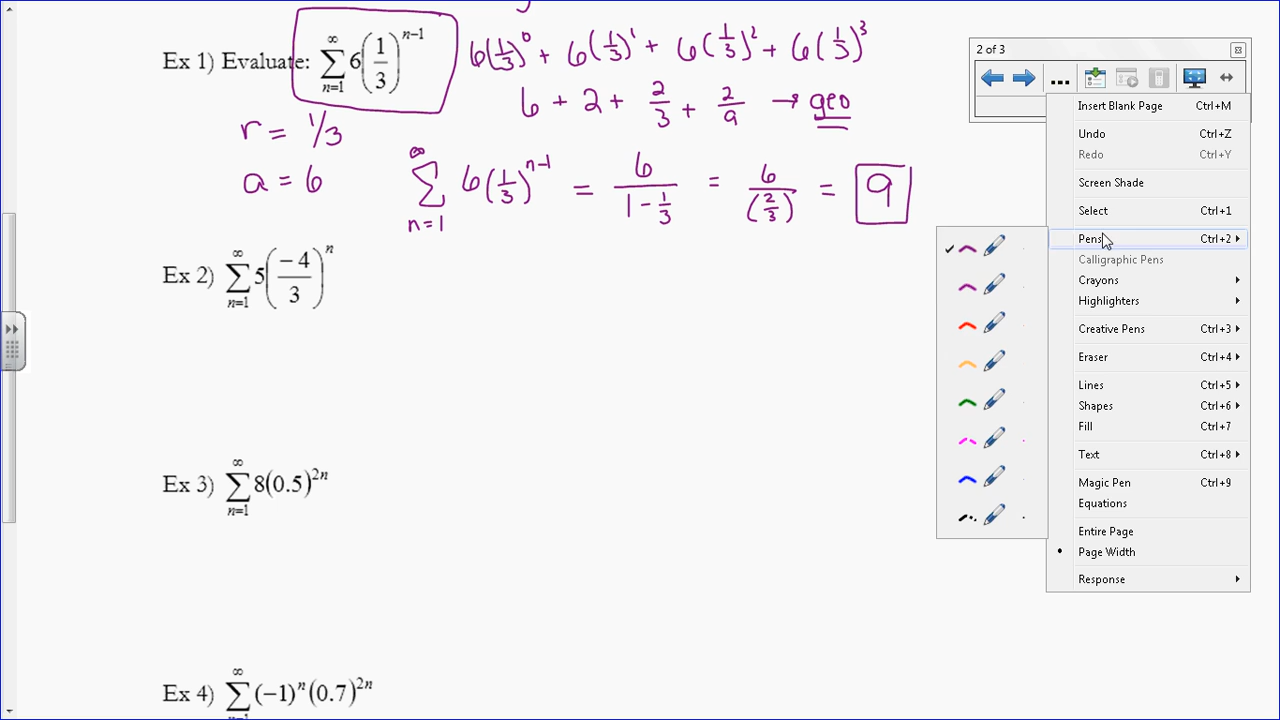 Ex 1) Evaluate: ∑_{n=1}^{∞} 6(1/3)^{n−1}
6(1/3)^0 + 6(1/3)^1 + 6(1/3)^2 + 6(1/3)^3
6 + 2 + 2/3 + 2/9 → geo
r = 1/3
a = 6
∑_{n=1}^{∞} 6(1/3)^{n-1} = 6/(1 - 1/3) = 6/(2/3) = 9
Ex 2) ∑_{n=1}^{∞} 5(−4/3)^n
Ex 3) ∑_{n=1}^{∞} 8(0.5)^{2n}
Ex 4) ∑_{n=1}^{∞} (−1)^n (0.7)^{2n}
2 of 3
...
Insert Blank Page Ctrl+M
Undo Ctrl+Z
Redo Ctrl+Y
Screen Shade
Select Ctrl+1
Pens Ctrl+2
Calligraphic Pens
Crayons
Highlighters
Creative Pens Ctrl+3
Eraser Ctrl+4
Lines Ctrl+5
Shapes Ctrl+6
Fill Ctrl+7
Text Ctrl+8
Magic Pen Ctrl+9
Equations
Entire Page
Page Width
Response